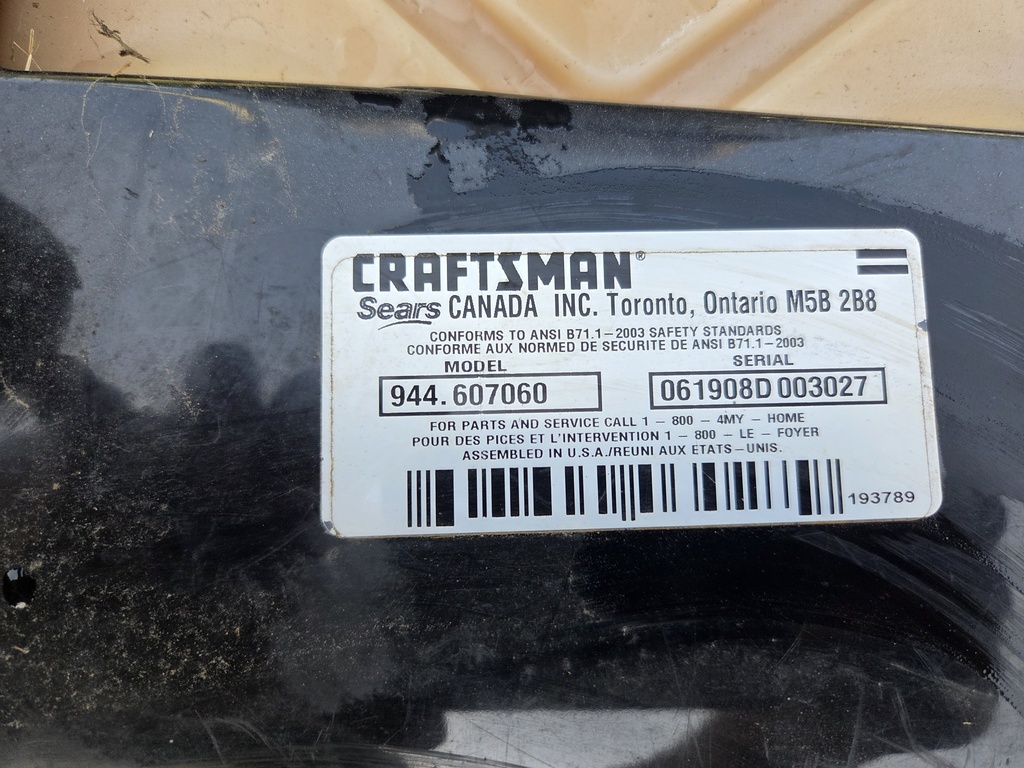 CRAFTSMAN®
Sears CANADA INC. Toronto, Ontario M5B 2B8
CONFORMS TO ANSI B71.1-2003 SAFETY STANDARDS
CONFORME AUX NORMED DE SECURITE DE ANSI B71.1-2003
MODEL SERIAL
944.607060 061908D 003027
FOR PARTS AND SERVICE CALL 1 - 800 - 4MY - HOME
POUR DES PICES ET L'INTERVENTION 1 - 800 - LE - FOYER
ASSEMBLED IN U.S.A./REUNI AUX ETATS-UNIS.
193789